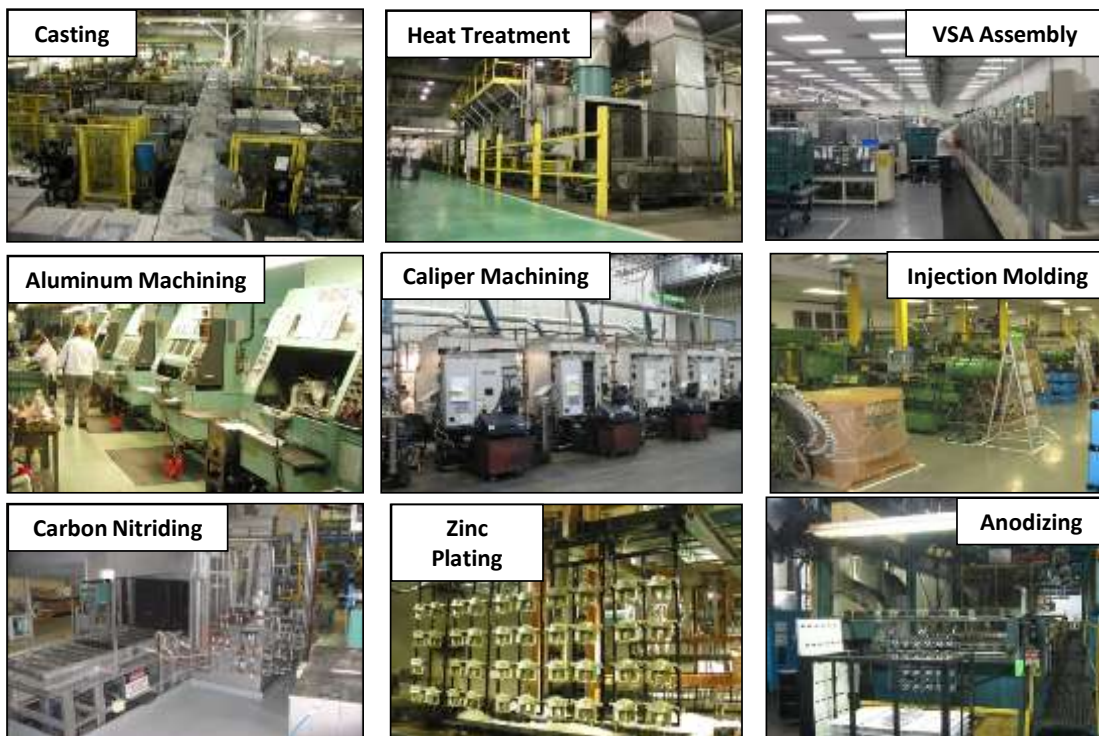 Casting
Heat Treatment
VSA Assembly
Aluminum Machining
Caliper Machining
Injection Molding
Carbon Nitriding
Zinc
Plating
Anodizing